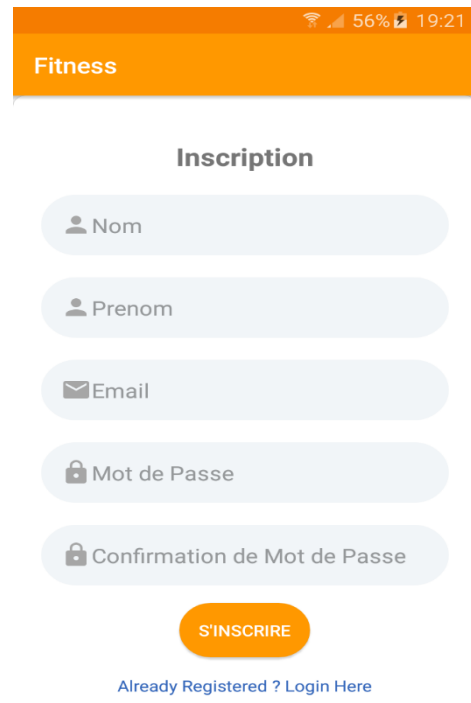 56% 19:21
Fitness
Inscription
Nom
Prenom
Email
Mot de Passe
Confirmation de Mot de Passe
S'INSCRIRE
Already Registered ? Login Here